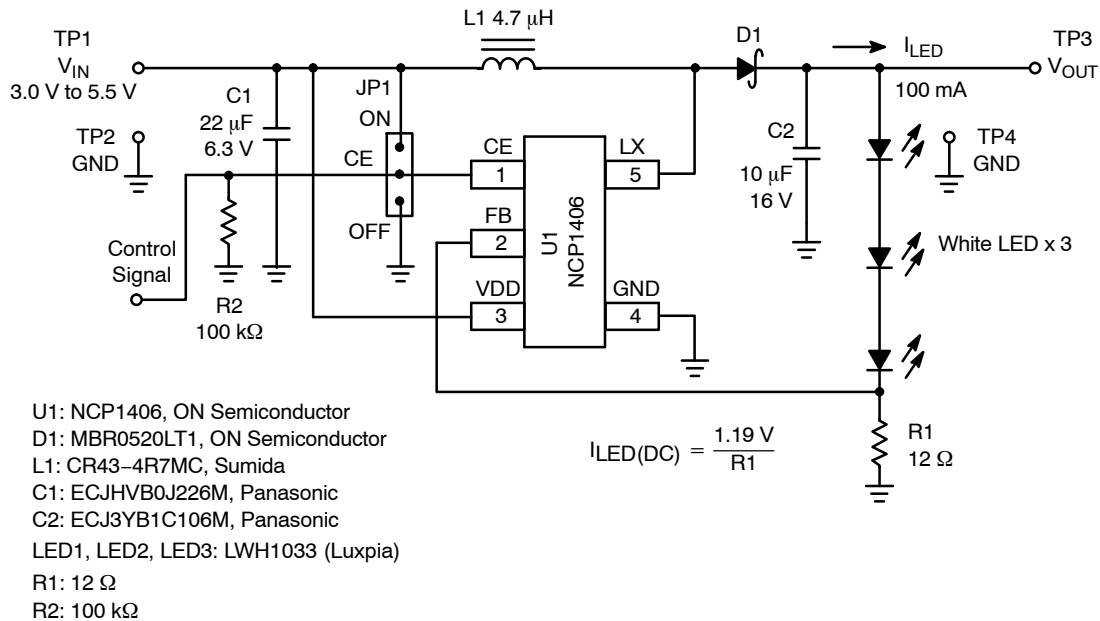 L1 4.7 μH
TP1
VIN
3.0 V to 5.5 V
TP2
GND
C1
22 μF
6.3 V
JP1
ON
CE
OFF
Control
Signal
R2
100 kΩ
CE
1
FB
2
VDD
3
U1
NCP1406
LX
5
GND
4
D1
ILED
100 mA
TP3
VOUT
C2
10 μF
16 V
TP4
GND
White LED x 3
R1
12 Ω
ILED(DC) = 1.19 V
R1
U1: NCP1406, ON Semiconductor
D1: MBR0520LT1, ON Semiconductor
L1: CR43−4R7MC, Sumida
C1: ECJHVB0J226M, Panasonic
C2: ECJ3YB1C106M, Panasonic
LED1, LED2, LED3: LWH1033 (Luxpia)
R1: 12 Ω
R2: 100 kΩ